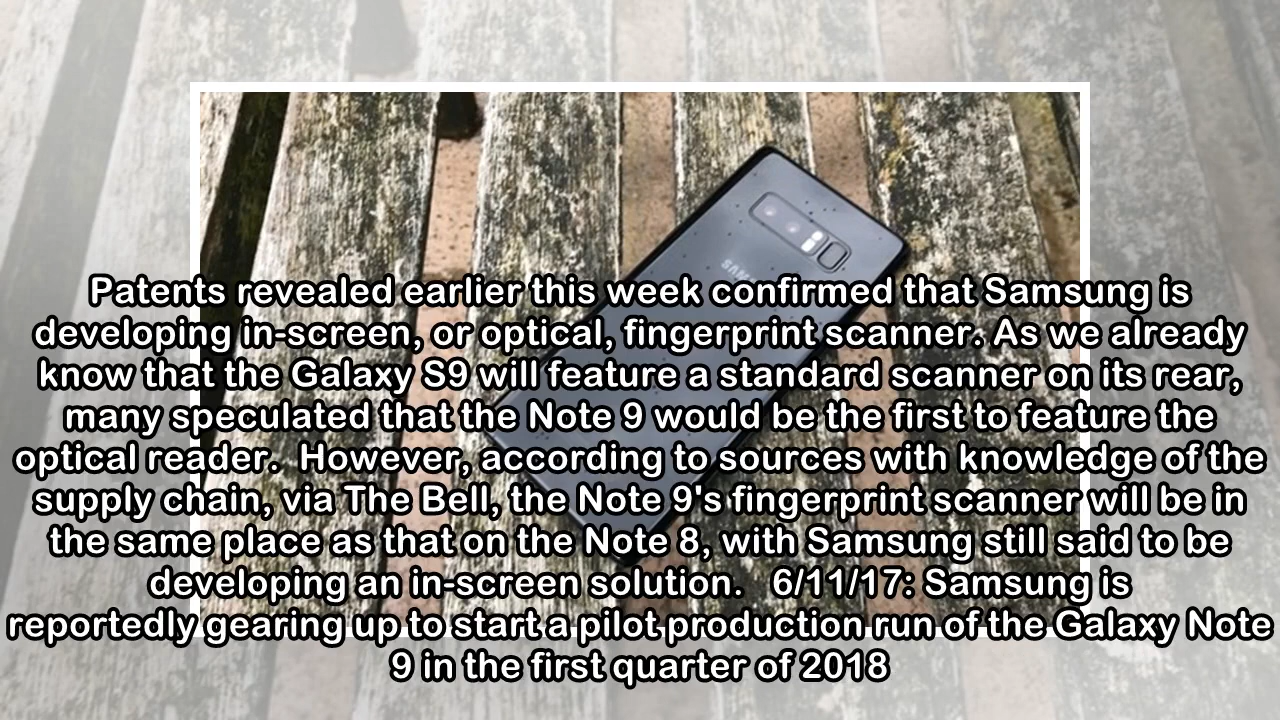 SAM
Patents revealed earlier this week confirmed that Samsung is
developing in-screen, or optical, fingerprint scanner. As we already
know that the Galaxy S9 will feature a standard scanner on its rear,
many speculated that the Note 9 would be the first to feature the
optical reader.  However, according to sources with knowledge of the
supply chain, via The Bell, the Note 9's fingerprint scanner will be in
the same place as that on the Note 8, with Samsung still said to be
developing an in-screen solution.   6/11/17: Samsung is
reportedly gearing up to start a pilot production run of the Galaxy Note
9 in the first quarter of 2018